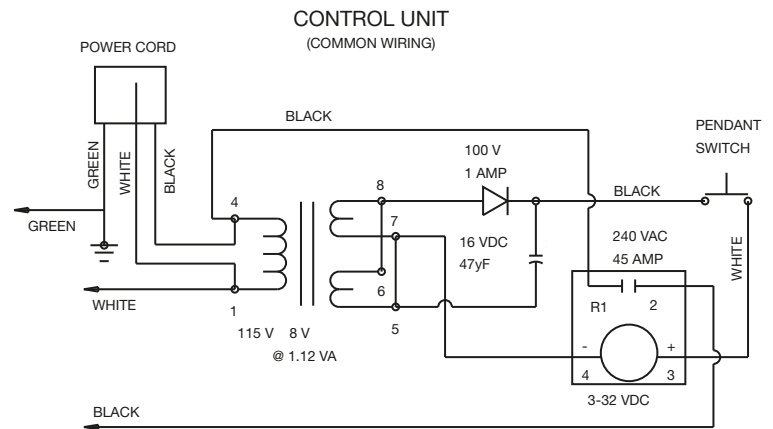 CONTROL UNIT
(COMMON WIRING)
POWER CORD
GREEN
WHITE
BLACK
BLACK
100 V
1 AMP
PENDANT
SWITCH
4
8
7
BLACK
GREEN
16 VDC
47yF
240 VAC
45 AMP
WHITE
6
WHITE
1
5
R1
2
115 V
8 V
@ 1.12 VA
-
+
4
3
3-32 VDC
BLACK